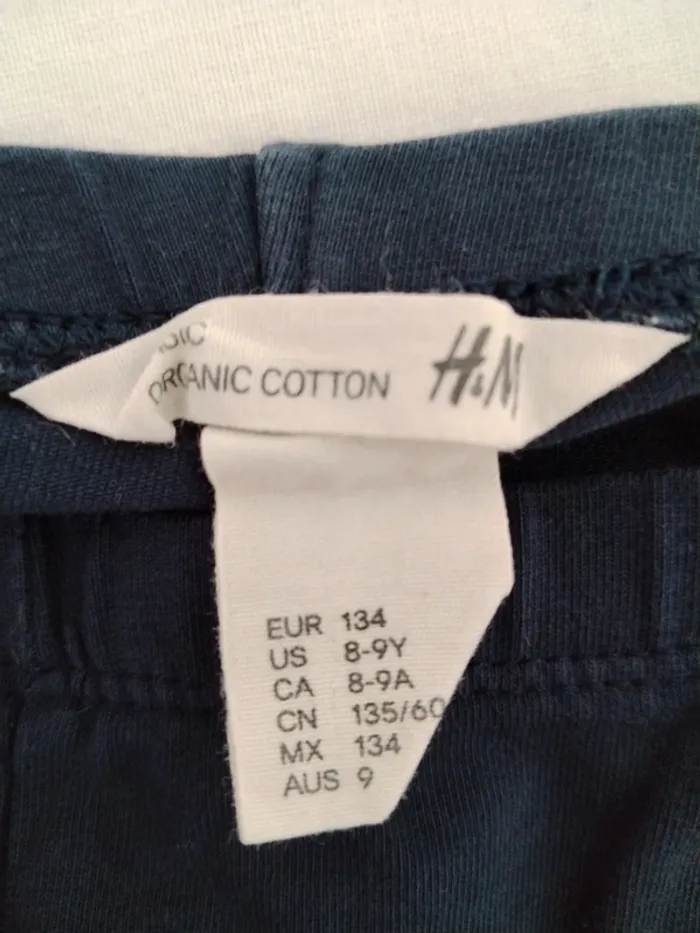 ORGANIC COTTON
H&M
EUR 134
US 8-9Y
CA 8-9A
CN 135/60
MX 134
AUS 9